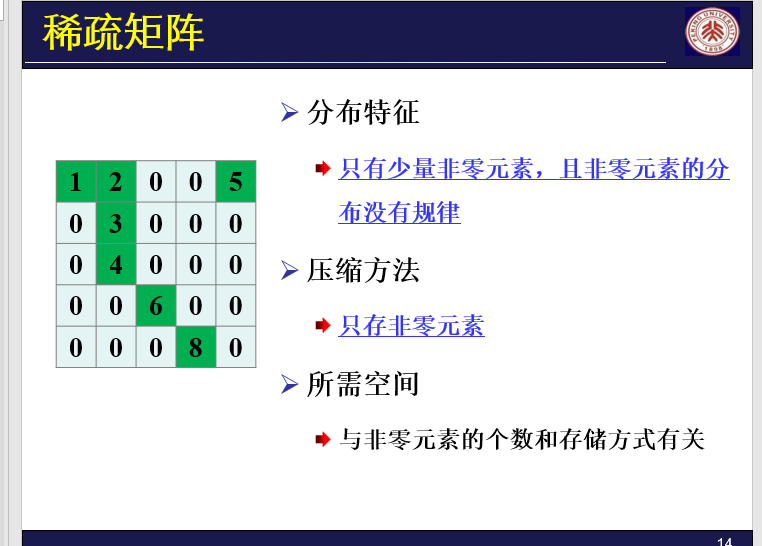 稀疏矩阵
PEKING UNIVERSITY
1898
分布特征
只有少量非零元素，且非零元素的分
布没有规律
1 2 0 0 5
0 3 0 0 0
0 4 0 0 0
0 0 6 0 0
0 0 0 8 0
压缩方法
只存非零元素
所需空间
与非零元素的个数和存储方式有关
14